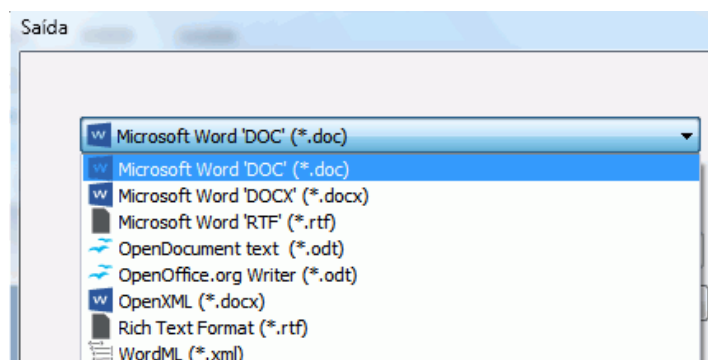 Saída
Microsoft Word 'DOC' (*.doc)
Microsoft Word 'DOC' (*.doc)
Microsoft Word 'DOCX' (*.docx)
Microsoft Word 'RTF' (*.rtf)
OpenDocument text (*.odt)
OpenOffice.org Writer (*.odt)
OpenXML (*.docx)
Rich Text Format (*.rtf)
WordML (*.xml)